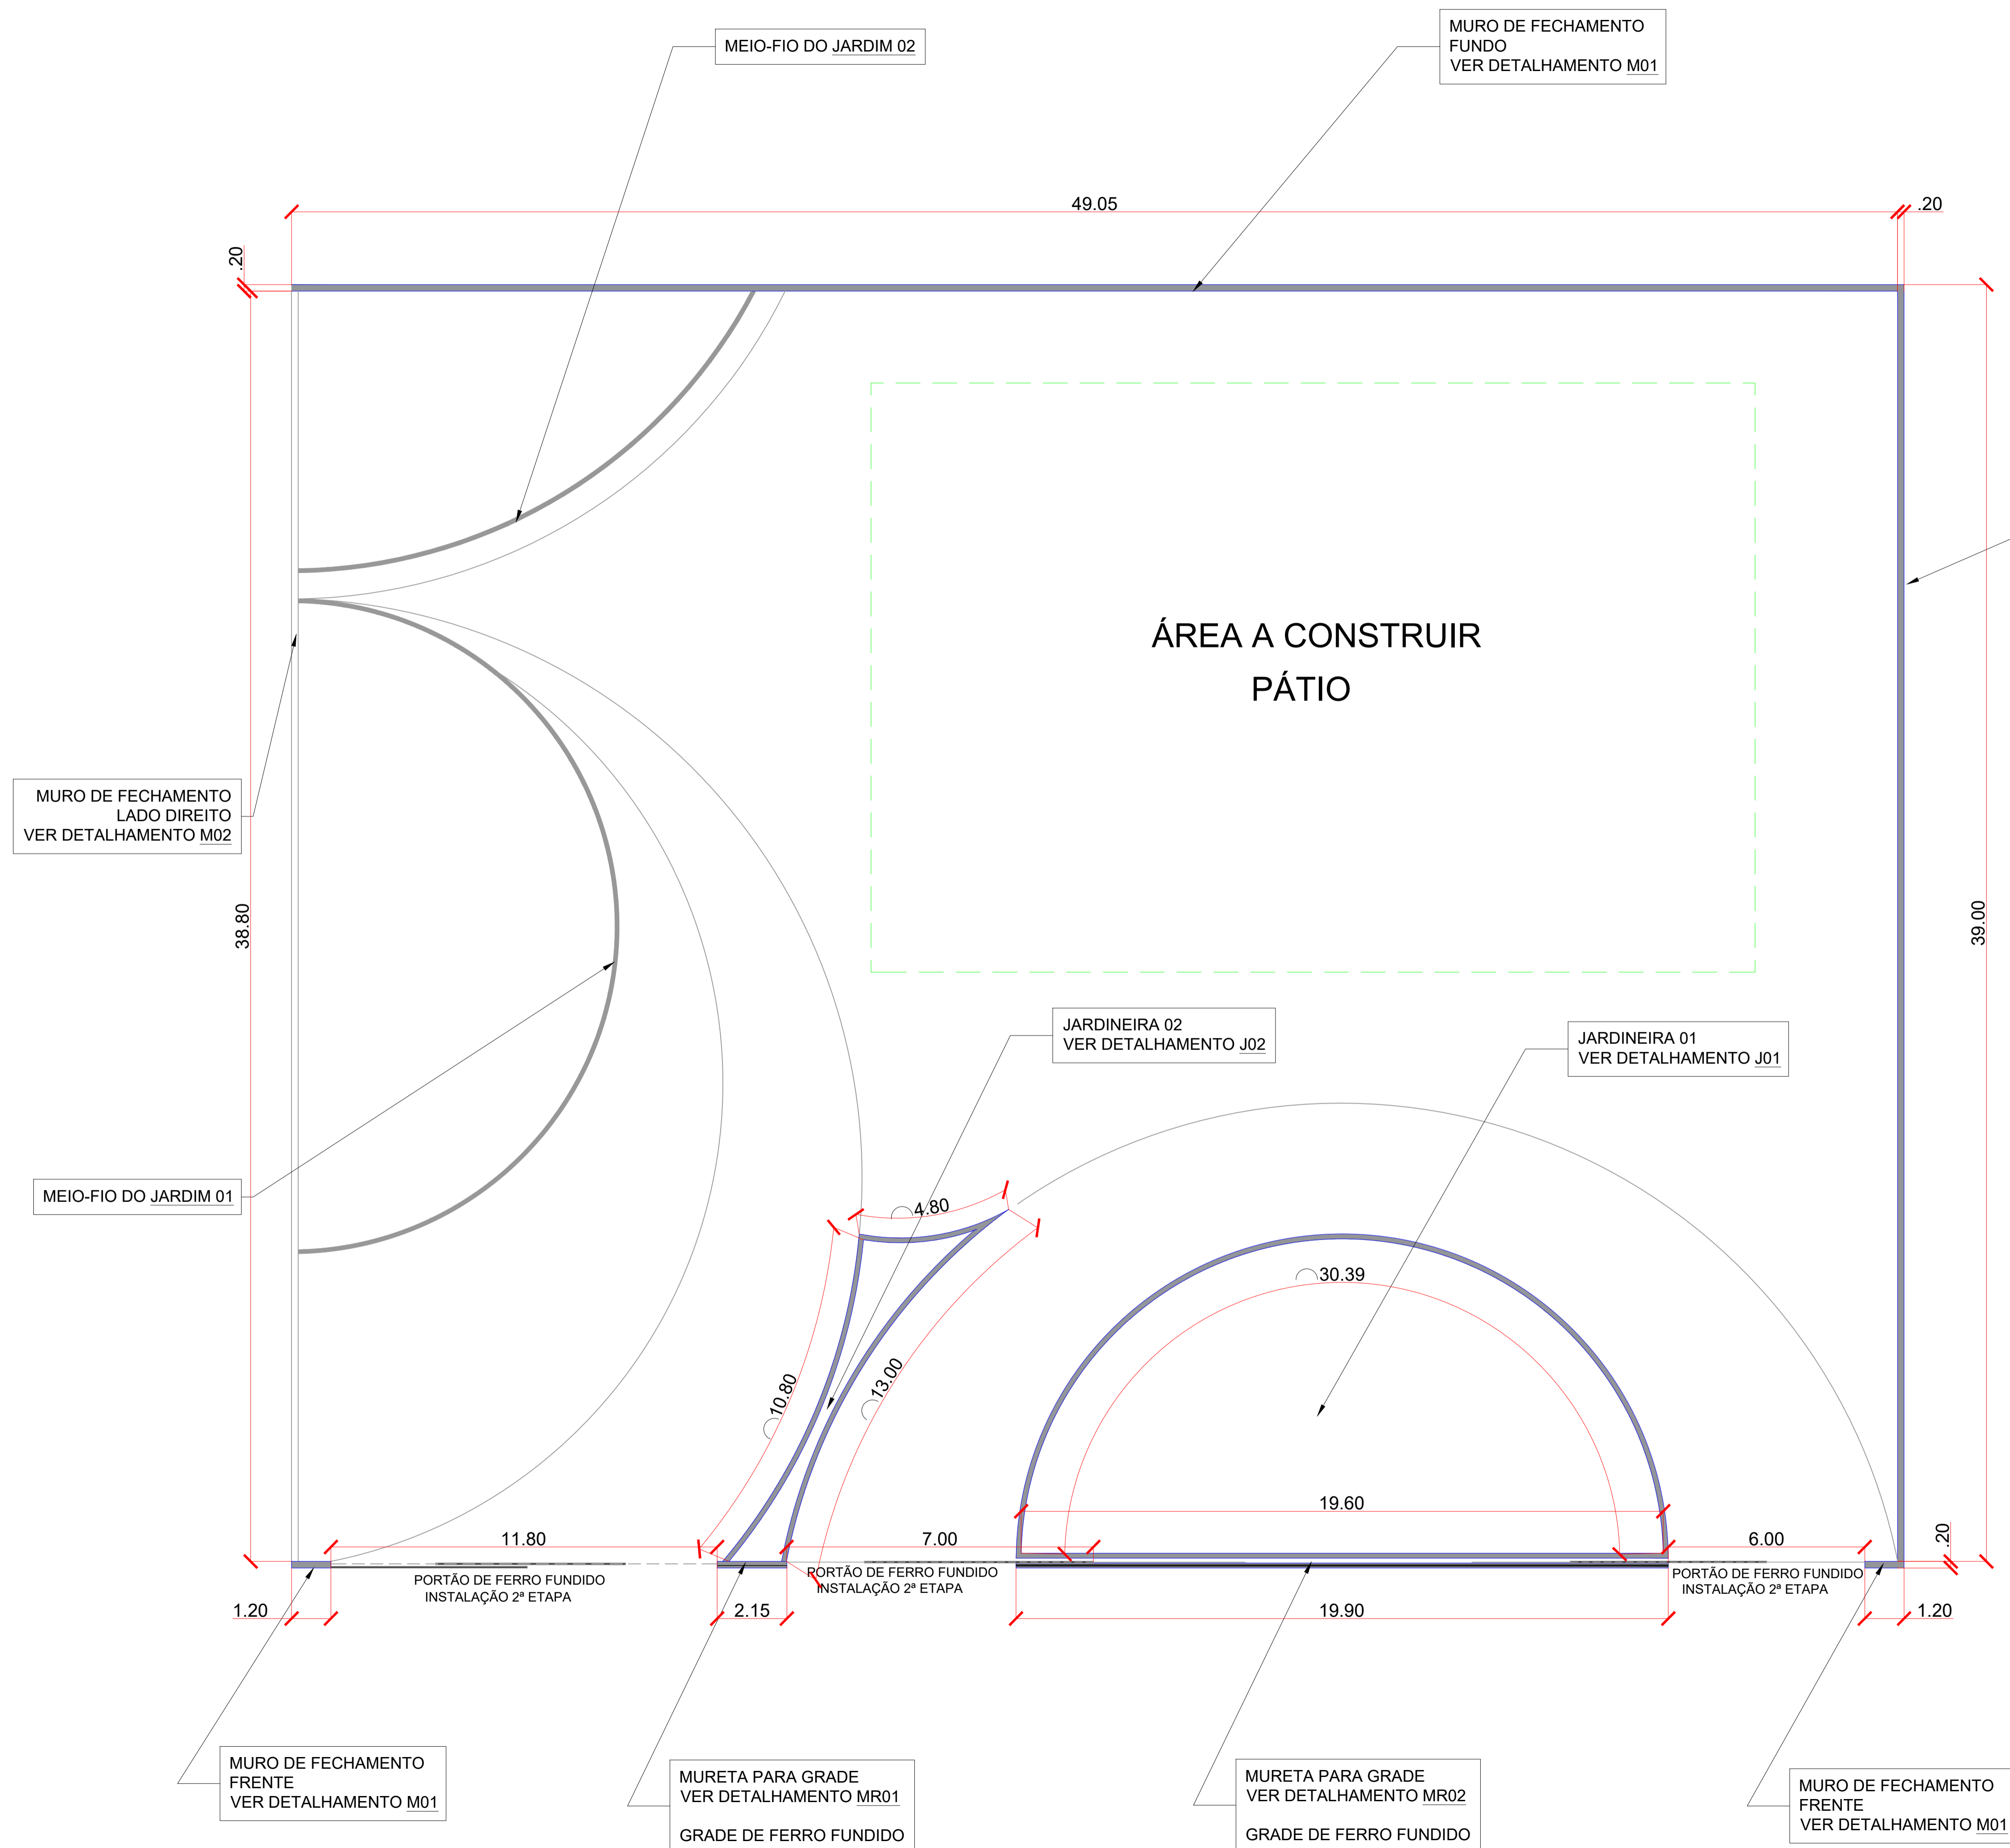 MEIO-FIO DO JARDIM 02
MURO DE FECHAMENTO
FUNDO
VER DETALHAMENTO M01
49.05
.20
.20
ÁREA A CONSTRUIR
PÁTIO
MURO DE FECHAMENTO
LADO DIREITO
VER DETALHAMENTO M02
38.80
39.00
JARDINEIRA 02
VER DETALHAMENTO J02
JARDINEIRA 01
VER DETALHAMENTO J01
MEIO-FIO DO JARDIM 01
4.80
30.39
10.80
13.00
19.60
11.80
7.00
6.00
.20
PORTÃO DE FERRO FUNDIDO
INSTALAÇÃO 2ª ETAPA
PORTÃO DE FERRO FUNDIDO
INSTALAÇÃO 2ª ETAPA
PORTÃO DE FERRO FUNDIDO
INSTALAÇÃO 2ª ETAPA
1.20
2.15
19.90
1.20
MURO DE FECHAMENTO
FRENTE
VER DETALHAMENTO M01
MURETA PARA GRADE
VER DETALHAMENTO MR01
GRADE DE FERRO FUNDIDO
MURETA PARA GRADE
VER DETALHAMENTO MR02
GRADE DE FERRO FUNDIDO
MURO DE FECHAMENTO
FRENTE
VER DETALHAMENTO M01